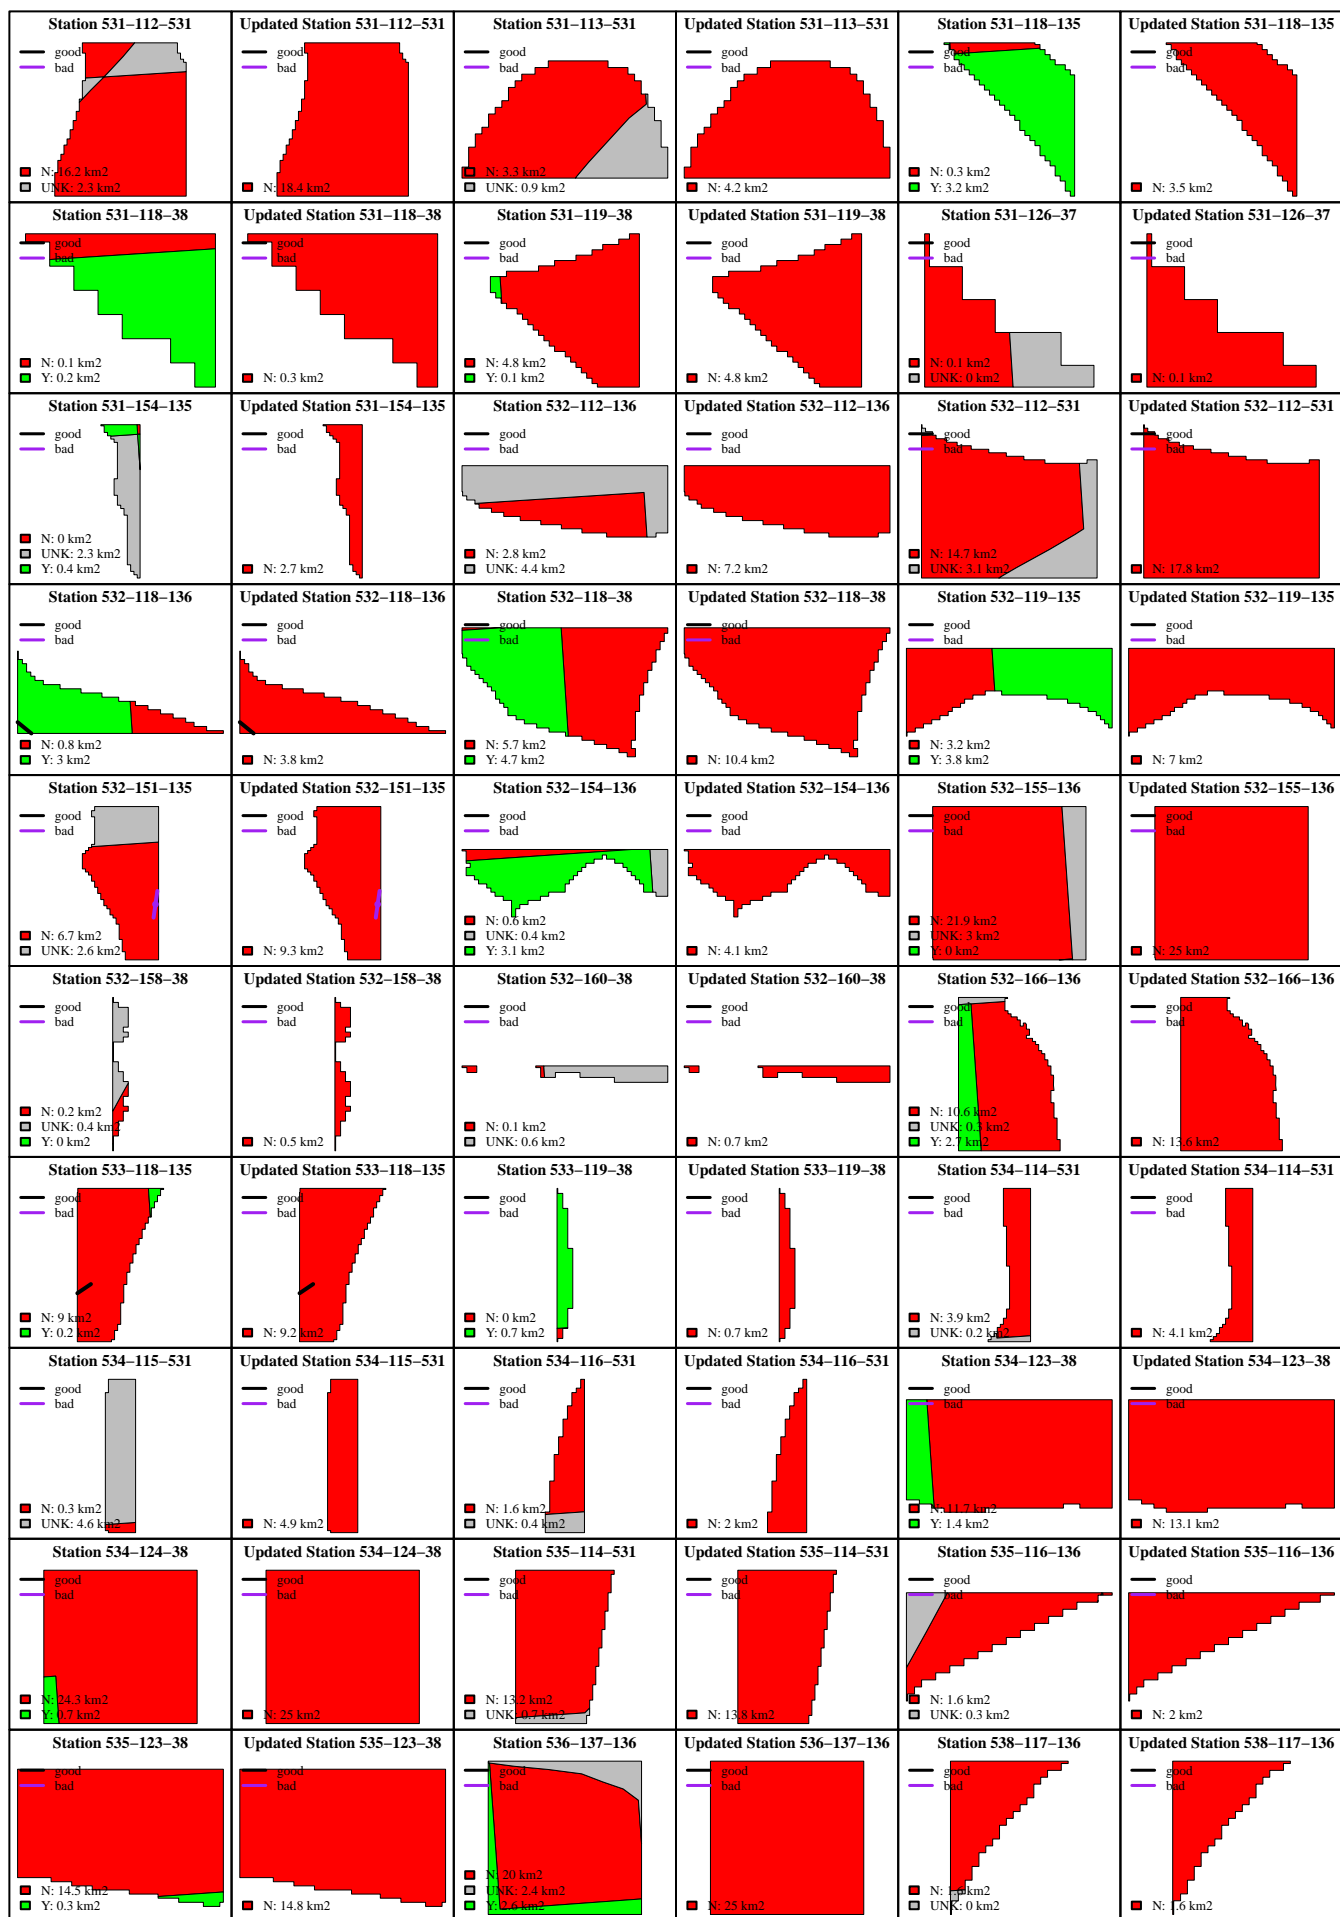 Station 531−112−531
good
bad
N: 16.2 km2
UNK: 2.3 km2
Updated Station 531−112−531
good
bad
N: 18.4 km2
Station 531−113−531
good
bad
N: 3.3 km2
UNK: 0.9 km2
Updated Station 531−113−531
good
bad
N: 4.2 km2
Station 531−118−135
good
bad
N: 0.3 km2
Y: 3.2 km2
Updated Station 531−118−135
good
bad
N: 3.5 km2
Station 531−118−38
good
bad
N: 0.1 km2
Y: 0.2 km2
Updated Station 531−118−38
good
bad
N: 0.3 km2
Station 531−119−38
good
bad
N: 4.8 km2
Y: 0.1 km2
Updated Station 531−119−38
good
bad
N: 4.8 km2
Station 531−126−37
good
bad
N: 0.1 km2
UNK: 0 km2
Updated Station 531−126−37
good
bad
N: 0.1 km2
Station 531−154−135
good
bad
N: 0 km2
UNK: 2.3 km2
Y: 0.4 km2
Updated Station 531−154−135
good
bad
N: 2.7 km2
Station 532−112−136
good
bad
N: 2.8 km2
UNK: 4.4 km2
Updated Station 532−112−136
good
bad
N: 7.2 km2
Station 532−112−531
good
bad
N: 14.7 km2
UNK: 3.1 km2
Updated Station 532−112−531
good
bad
N: 17.8 km2
Station 532−118−136
good
bad
N: 0.8 km2
Y: 3 km2
Updated Station 532−118−136
good
bad
N: 3.8 km2
Station 532−118−38
good
bad
N: 5.7 km2
Y: 4.7 km2
Updated Station 532−118−38
good
bad
N: 10.4 km2
Station 532−119−135
good
bad
N: 3.2 km2
Y: 3.8 km2
Updated Station 532−119−135
good
bad
N: 7 km2
Station 532−151−135
good
bad
N: 6.7 km2
UNK: 2.6 km2
Updated Station 532−151−135
good
bad
N: 9.3 km2
Station 532−154−136
good
bad
N: 0.6 km2
UNK: 0.4 km2
Y: 3.1 km2
Updated Station 532−154−136
good
bad
N: 4.1 km2
Station 532−155−136
good
bad
N: 21.9 km2
UNK: 3 km2
Y: 0 km2
Updated Station 532−155−136
good
bad
N: 25 km2
Station 532−158−38
good
bad
N: 0.2 km2
UNK: 0.4 km2
Y: 0 km2
Updated Station 532−158−38
good
bad
N: 0.5 km2
Station 532−160−38
good
bad
N: 0.1 km2
UNK: 0.6 km2
Updated Station 532−160−38
good
bad
N: 0.7 km2
Station 532−166−136
good
bad
N: 10.6 km2
UNK: 0.3 km2
Y: 2.7 km2
Updated Station 532−166−136
good
bad
N: 13.6 km2
Station 533−118−135
good
bad
N: 9 km2
Y: 0.2 km2
Updated Station 533−118−135
good
bad
N: 9.2 km2
Station 533−119−38
good
bad
N: 0 km2
Y: 0.7 km2
Updated Station 533−119−38
good
bad
N: 0.7 km2
Station 534−114−531
good
bad
N: 3.9 km2
UNK: 0.2 km2
Updated Station 534−114−531
good
bad
N: 4.1 km2
Station 534−115−531
good
bad
N: 0.3 km2
UNK: 4.6 km2
Updated Station 534−115−531
good
bad
N: 4.9 km2
Station 534−116−531
good
bad
N: 1.6 km2
UNK: 0.4 km2
Updated Station 534−116−531
good
bad
N: 2 km2
Station 534−123−38
good
bad
N: 11.7 km2
Y: 1.4 km2
Updated Station 534−123−38
good
bad
N: 13.1 km2
Station 534−124−38
good
bad
N: 24.3 km2
Y: 0.7 km2
Updated Station 534−124−38
good
bad
N: 25 km2
Station 535−114−531
good
bad
N: 13.2 km2
UNK: 0.7 km2
Updated Station 535−114−531
good
bad
N: 13.8 km2
Station 535−116−136
good
bad
N: 1.6 km2
UNK: 0.3 km2
Updated Station 535−116−136
good
bad
N: 2 km2
Station 535−123−38
good
bad
N: 14.5 km2
Y: 0.3 km2
Updated Station 535−123−38
good
bad
N: 14.8 km2
Station 536−137−136
good
bad
N: 20 km2
UNK: 2.4 km2
Y: 2.6 km2
Updated Station 536−137−136
good
bad
N: 25 km2
Station 538−117−136
good
bad
N: 1.6 km2
UNK: 0 km2
Updated Station 538−117−136
good
bad
N: 1.6 km2